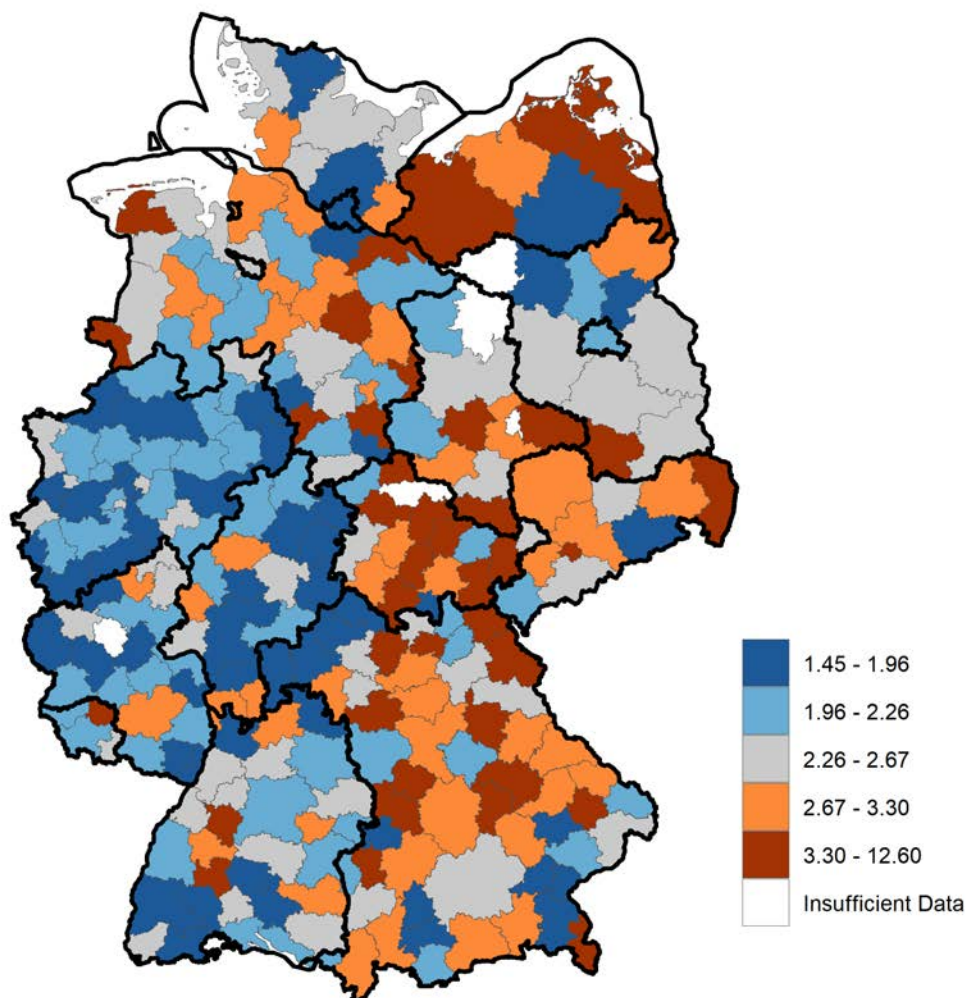 1.45 - 1.96
1.96 - 2.26
2.26 - 2.67
2.67 - 3.30
3.30 - 12.60
Insufficient Data